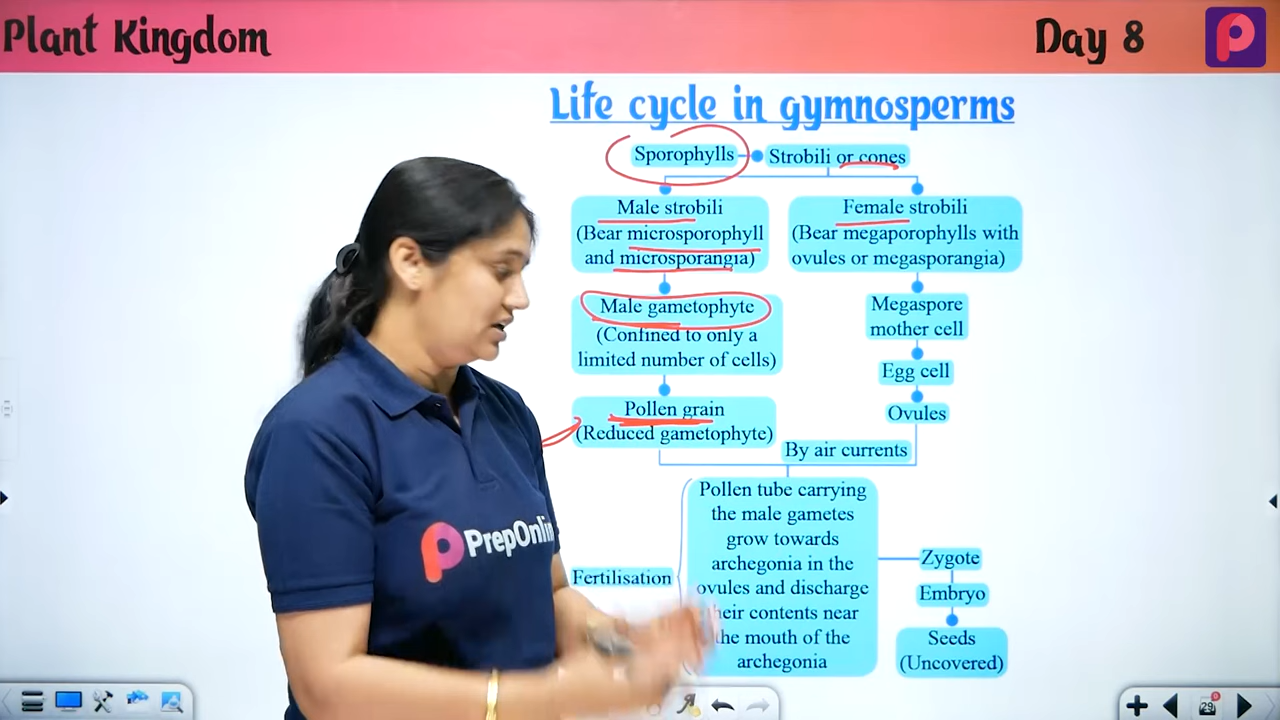 Plant Kingdom
Day 8
Life cycle in gymnosperms
Sporophylls
Strobili or cones
Male strobili
(Bear microsporophyll
and microsporangia)
Female strobili
(Bear megaporophylls with
ovules or megasporangia)
Male gametophyte
(Confined to only a
limited number of cells)
Megaspore
mother cell
Egg cell
Pollen grain
(Reduced gametophyte)
Ovules
By air currents
Pollen tube carrying
the male gametes
grow towards
archegonia in the
ovules and discharge
their contents near
the mouth of the
archegonia
Fertilisation
Zygote
Embryo
Seeds
(Uncovered)
PrepOnlin
29